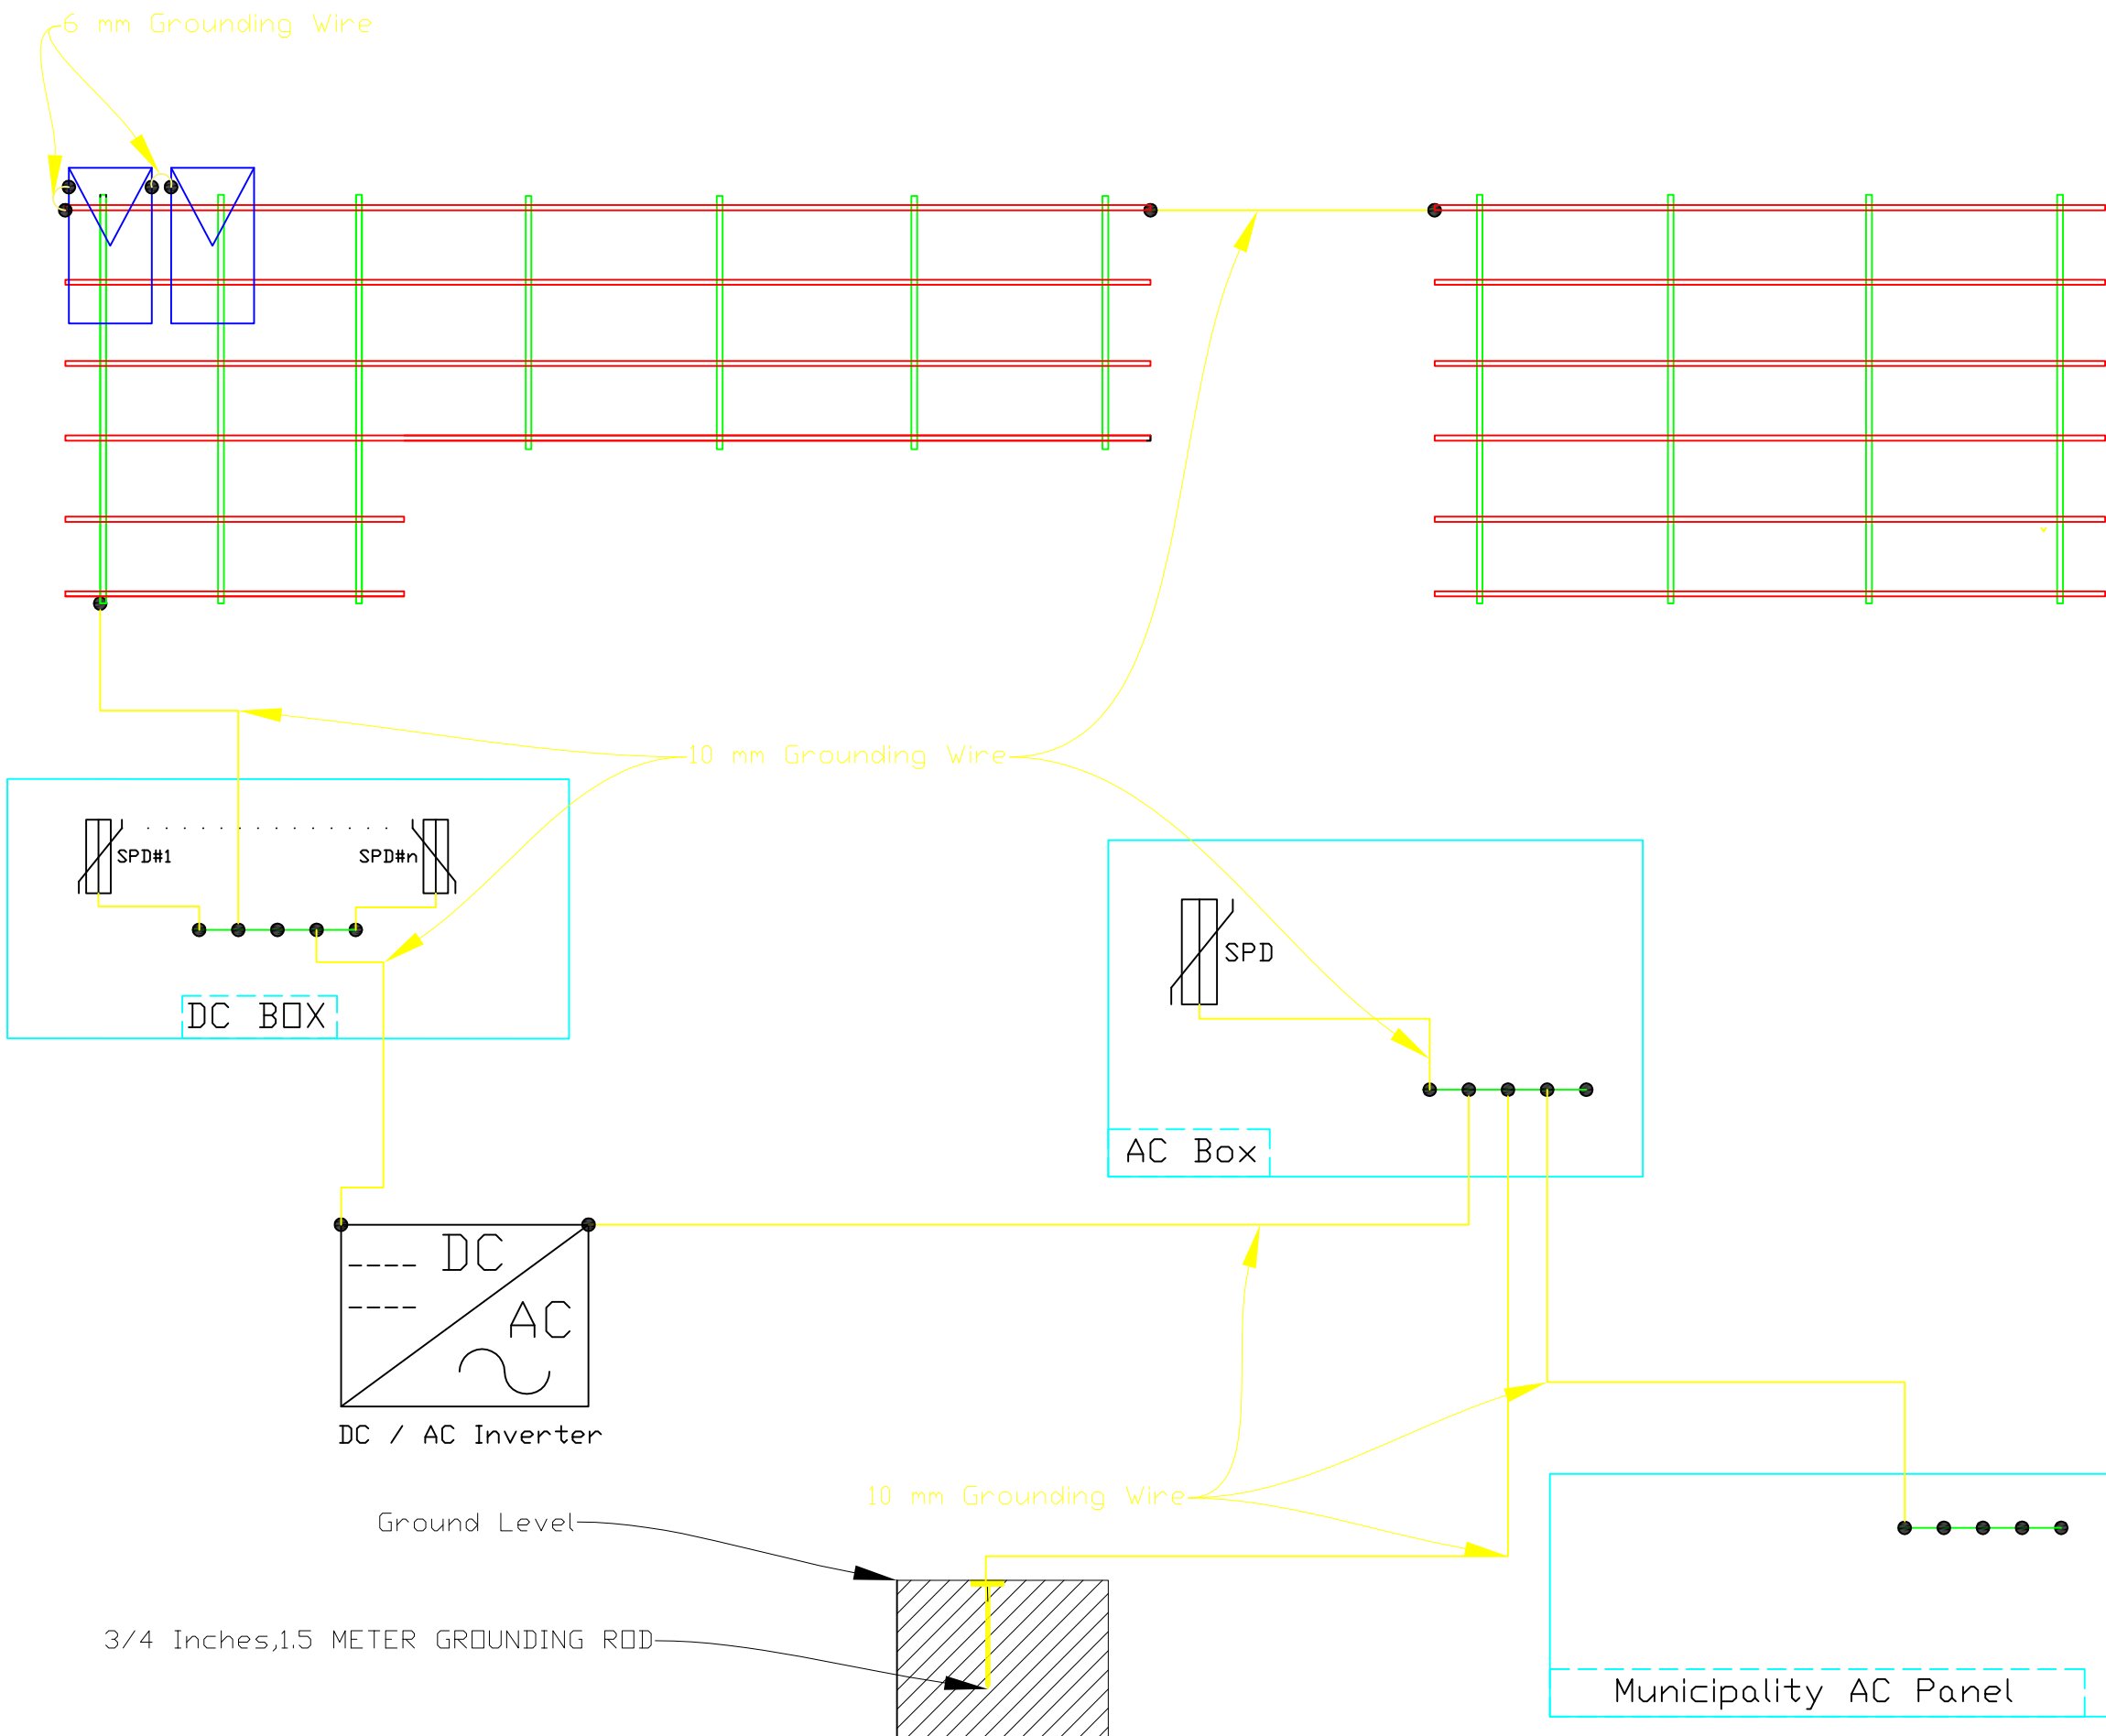 6 mm Grounding Wire
10 mm Grounding Wire
SPD#1
SPD#n
SPD
DC BOX
AC Box
DC
AC
DC / AC Inverter
10 mm Grounding Wire
Ground Level
3/4 Inches,1.5 METER GROUNDING ROD
Municipality AC Panel